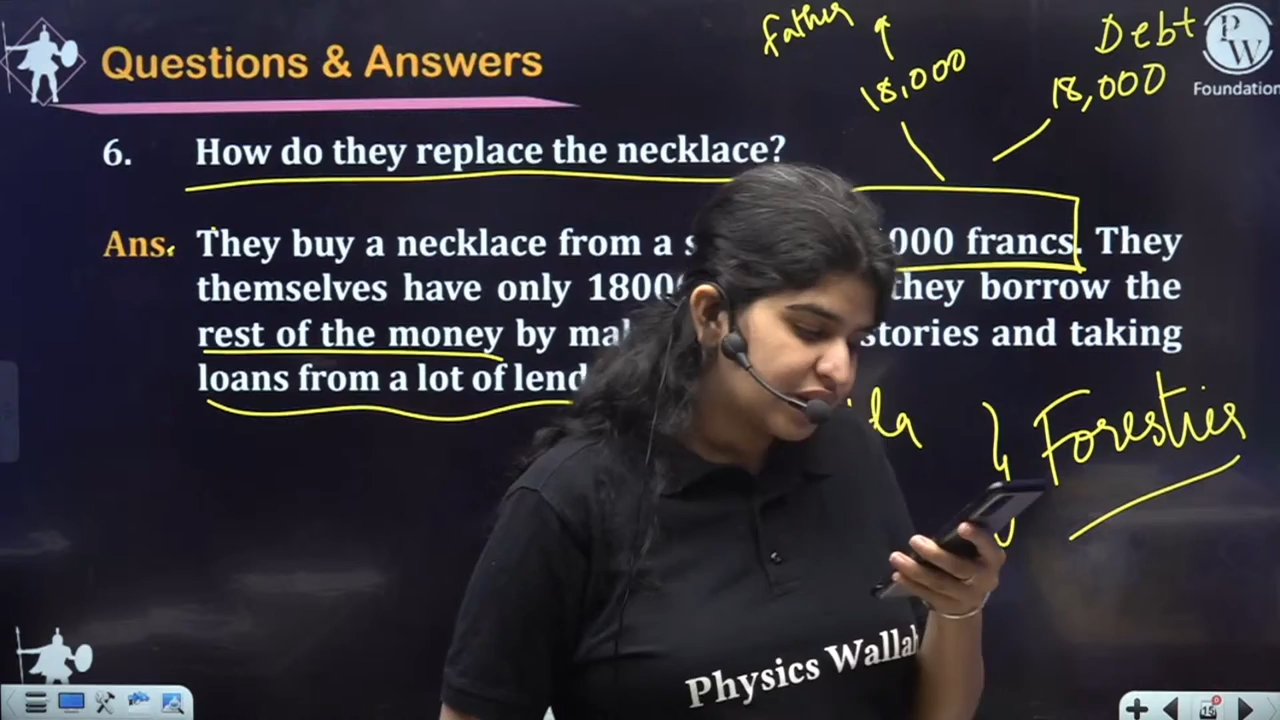 Father
18,000
Debt
18,000
PW
Foundation
Questions & Answers
6. How do they replace the necklace?
Ans. They buy a necklace from a 000 francs. They
themselves have only 1800 they borrow the
rest of the money by stories and taking
loans from a lot of
Forestier
Physics Wallah